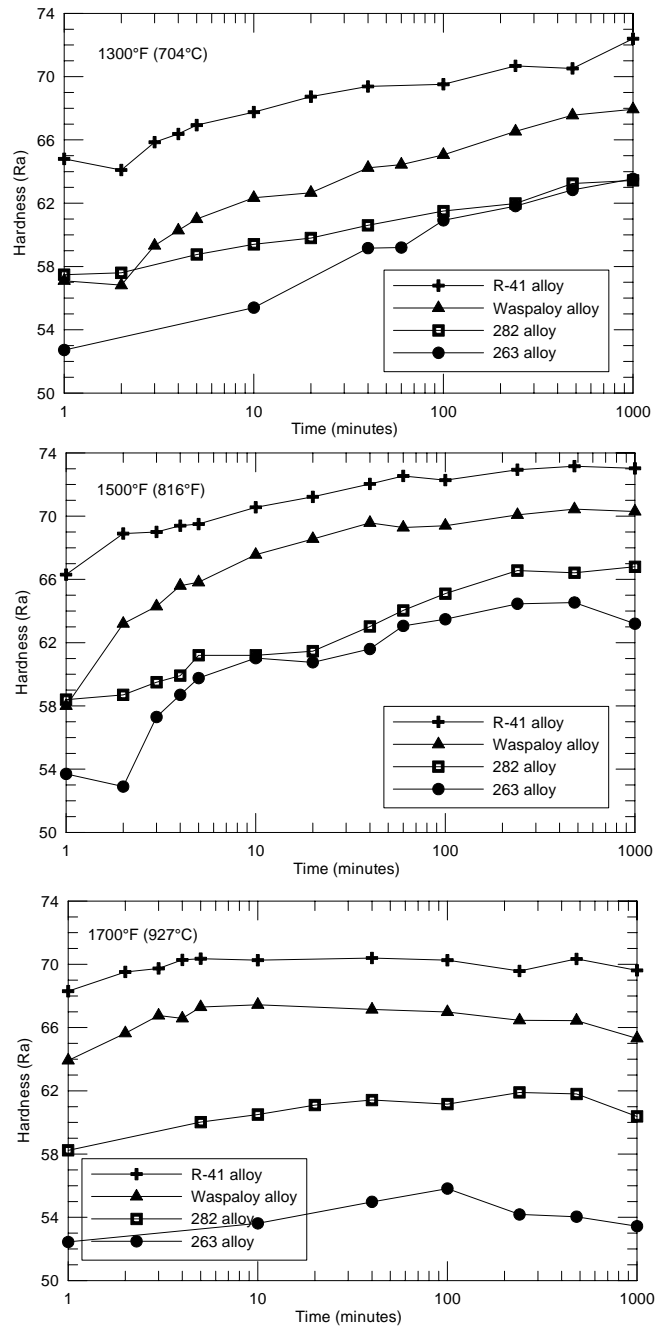 74
70
66
62
58
54
50
Hardness (Ra)
1300°F (704°C)
R-41 alloy
Waspaloy alloy
282 alloy
263 alloy
1 10 100 1000
Time (minutes)
74
70
66
62
58
54
50
Hardness (Ra)
1500°F (816°F)
R-41 alloy
Waspaloy alloy
282 alloy
263 alloy
1 10 100 1000
Time (minutes)
74
70
66
62
58
54
50
Hardness (Ra)
1700°F (927°C)
R-41 alloy
Waspaloy alloy
282 alloy
263 alloy
1 10 100 1000
Time (minutes)